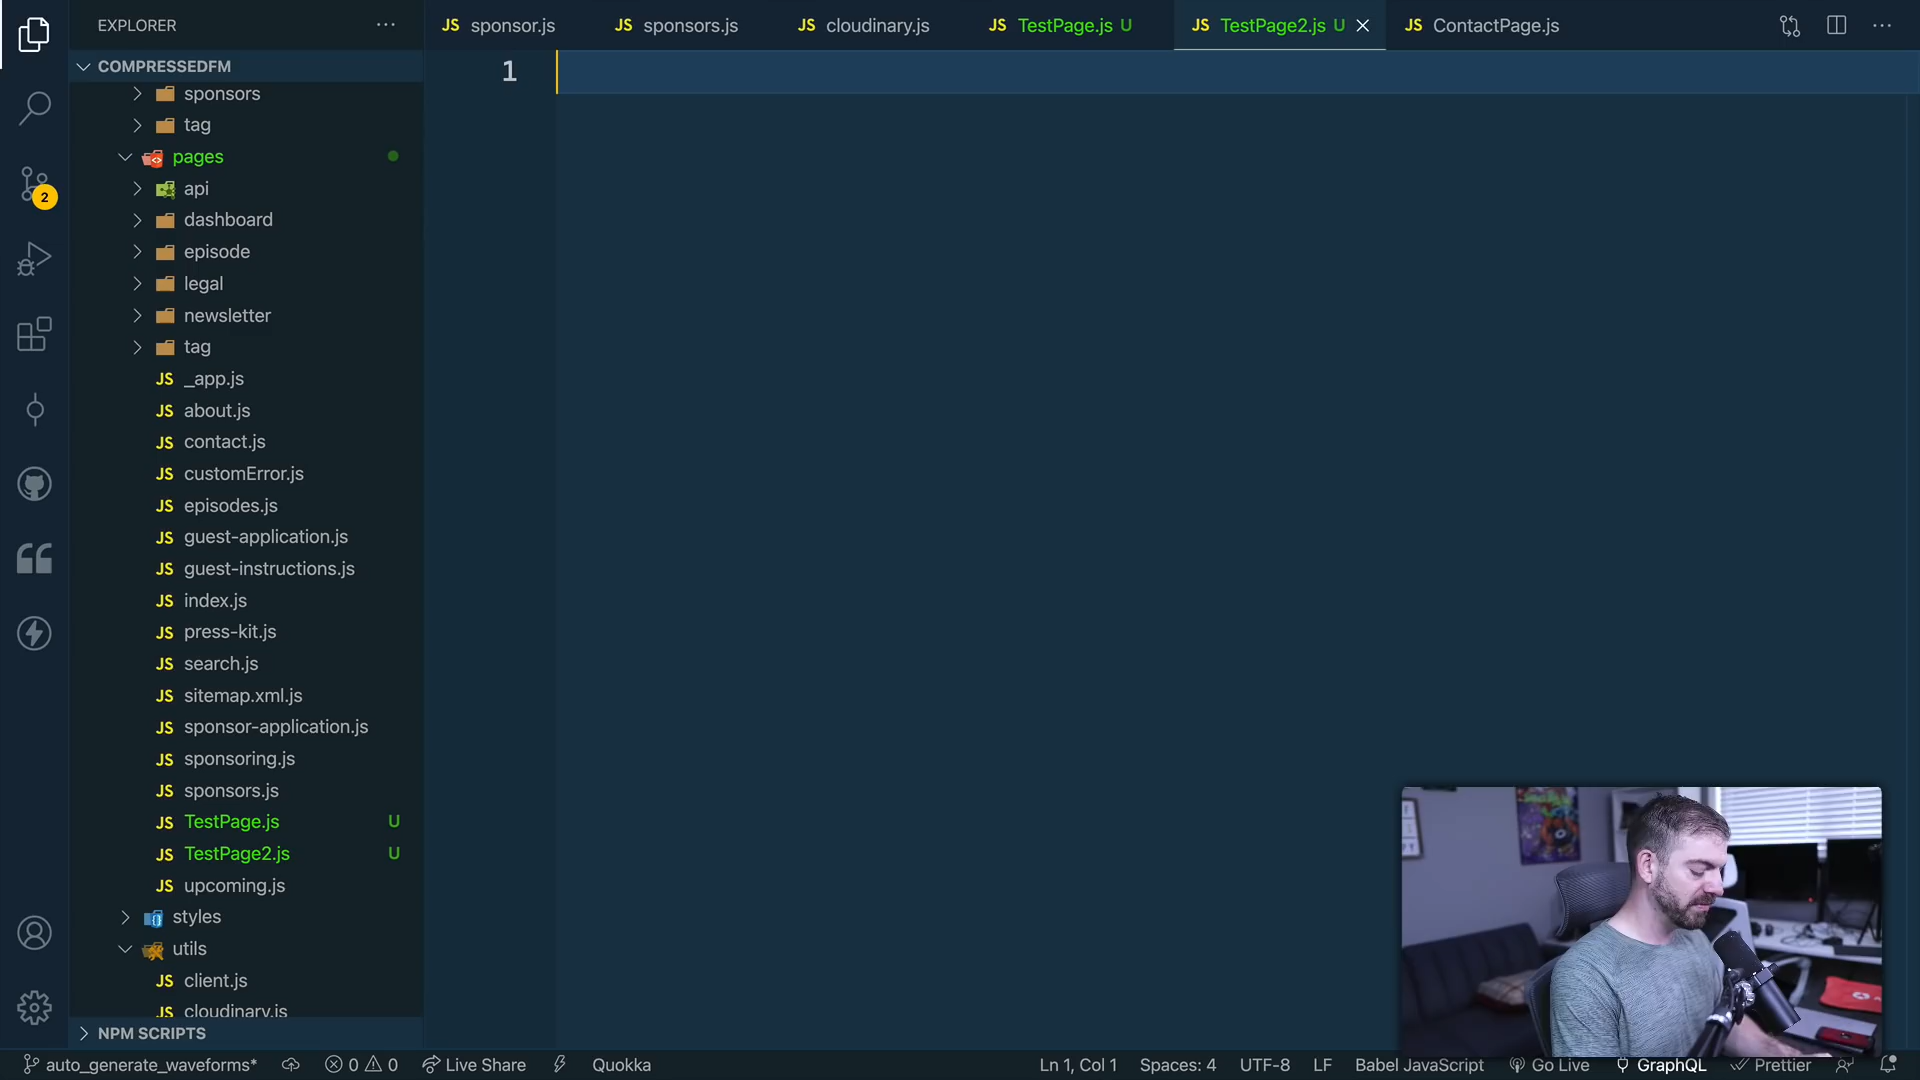 EXPLORER
JS sponsor.js
JS sponsors.js
JS cloudinary.js
JS TestPage.js U
JS TestPage2.js U
JS ContactPage.js
COMPRESSEDFM
1
sponsors
tag
pages
api
2
dashboard
episode
legal
newsletter
tag
JS _app.js
JS about.js
JS contact.js
JS customError.js
JS episodes.js
JS guest-application.js
JS guest-instructions.js
JS index.js
JS press-kit.js
JS search.js
JS sitemap.xml.js
JS sponsor-application.js
JS sponsoring.js
JS sponsors.js
JS TestPage.js U
JS TestPage2.js U
JS upcoming.js
styles
utils
JS client.js
JS cloudinary.js
NPM SCRIPTS
auto_generate_waveforms* 0 0 Live Share Quokka Ln 1, Col 1 Spaces: 4 UTF-8 LF Babel JavaScript Go Live GraphQL Prettier